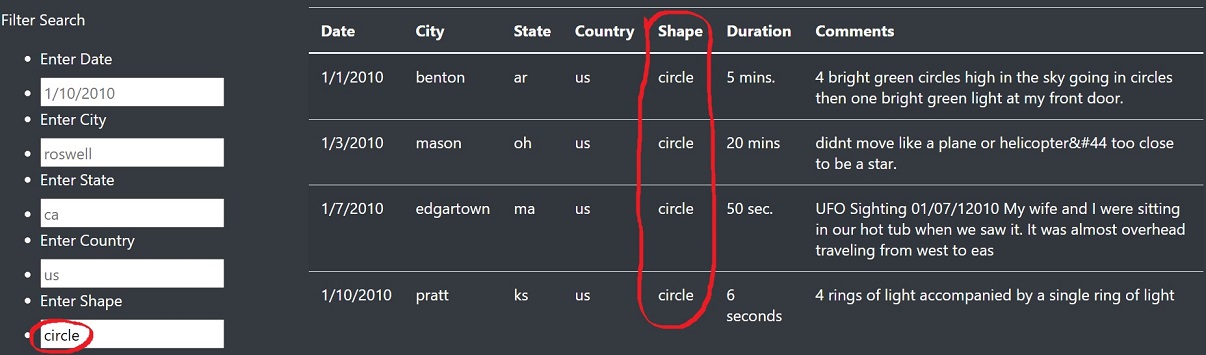 Filter Search
Enter Date
1/10/2010
Enter City
roswell
Enter State
ca
Enter Country
us
Enter Shape
circle
Date City State Country Shape Duration Comments
1/1/2010 benton ar us circle 5 mins. 4 bright green circles high in the sky going in circles
then one bright green light at my front door.
1/3/2010 mason oh us circle 20 mins didnt move like a plane or helicopter&#44 too close
to be a star.
1/7/2010 edgartown ma us circle 50 sec. UFO Sighting 01/07/12010 My wife and I were sitting
in our hot tub when we saw it. It was almost overhead
traveling from west to eas
1/10/2010 pratt ks us circle 6 4 rings of light accompanied by a single ring of light
seconds